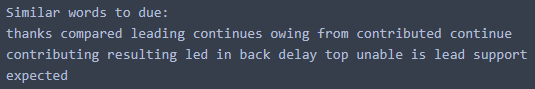 Similar words to due:
thanks compared leading continues owing from contributed continue
contributing resulting led in back delay top unable is lead support
expected